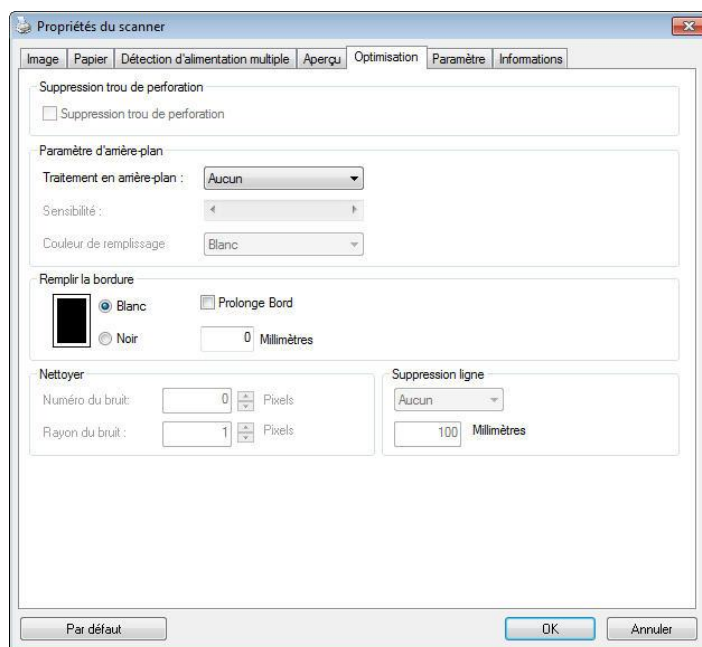 Propriétés du scanner
Image Papier Détection d'alimentation multiple Aperçu Optimisation Paramètre Informations
Suppression trou de perforation
Suppression trou de perforation
Paramètre d'arrière-plan
Traitement en arrière-plan : Aucun
Sensibilité :
Couleur de remplissage Blanc
Remplir la bordure
Blanc Prolonge Bord
Noir 0 Millimètres
Nettoyer Suppression ligne
Numéro du bruit: 0 Pixels Aucun
Rayon du bruit : 1 Pixels 100 Millimètres
Par défaut OK Annuler